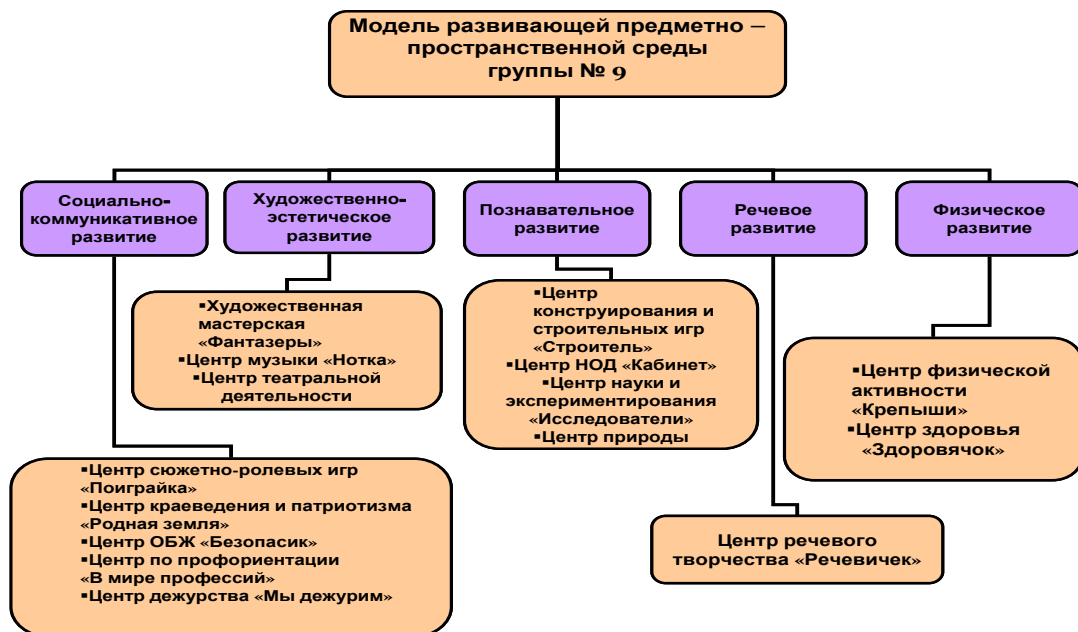 Модель развивающей предметно –
пространственной среды
группы № 9
Социально-
коммуникативное
развитие
Художественно-
эстетическое
развитие
Познавательное
развитие
Речевое
развитие
Физическое
развитие
▪Художественная
мастерская
«Фантазеры»
▪Центр музыки «Нотка»
▪Центр театральной
деятельности
▪Центр
конструирования и
строительных игр
«Строитель»
▪Центр НОД «Кабинет»
▪Центр науки и
экспериментирования
«Исследователи»
▪Центр природы
▪Центр физической
активности
«Крепыши»
▪Центр здоровья
«Здоровячок»
▪Центр сюжетно-ролевых игр
«Поиграйка»
▪Центр краеведения и патриотизма
«Родная земля»
▪Центр ОБЖ «Безопасик»
▪Центр по профориентации
«В мире профессий»
▪Центр дежурства «Мы дежурим»
Центр речевого
творчества «Речевичек»